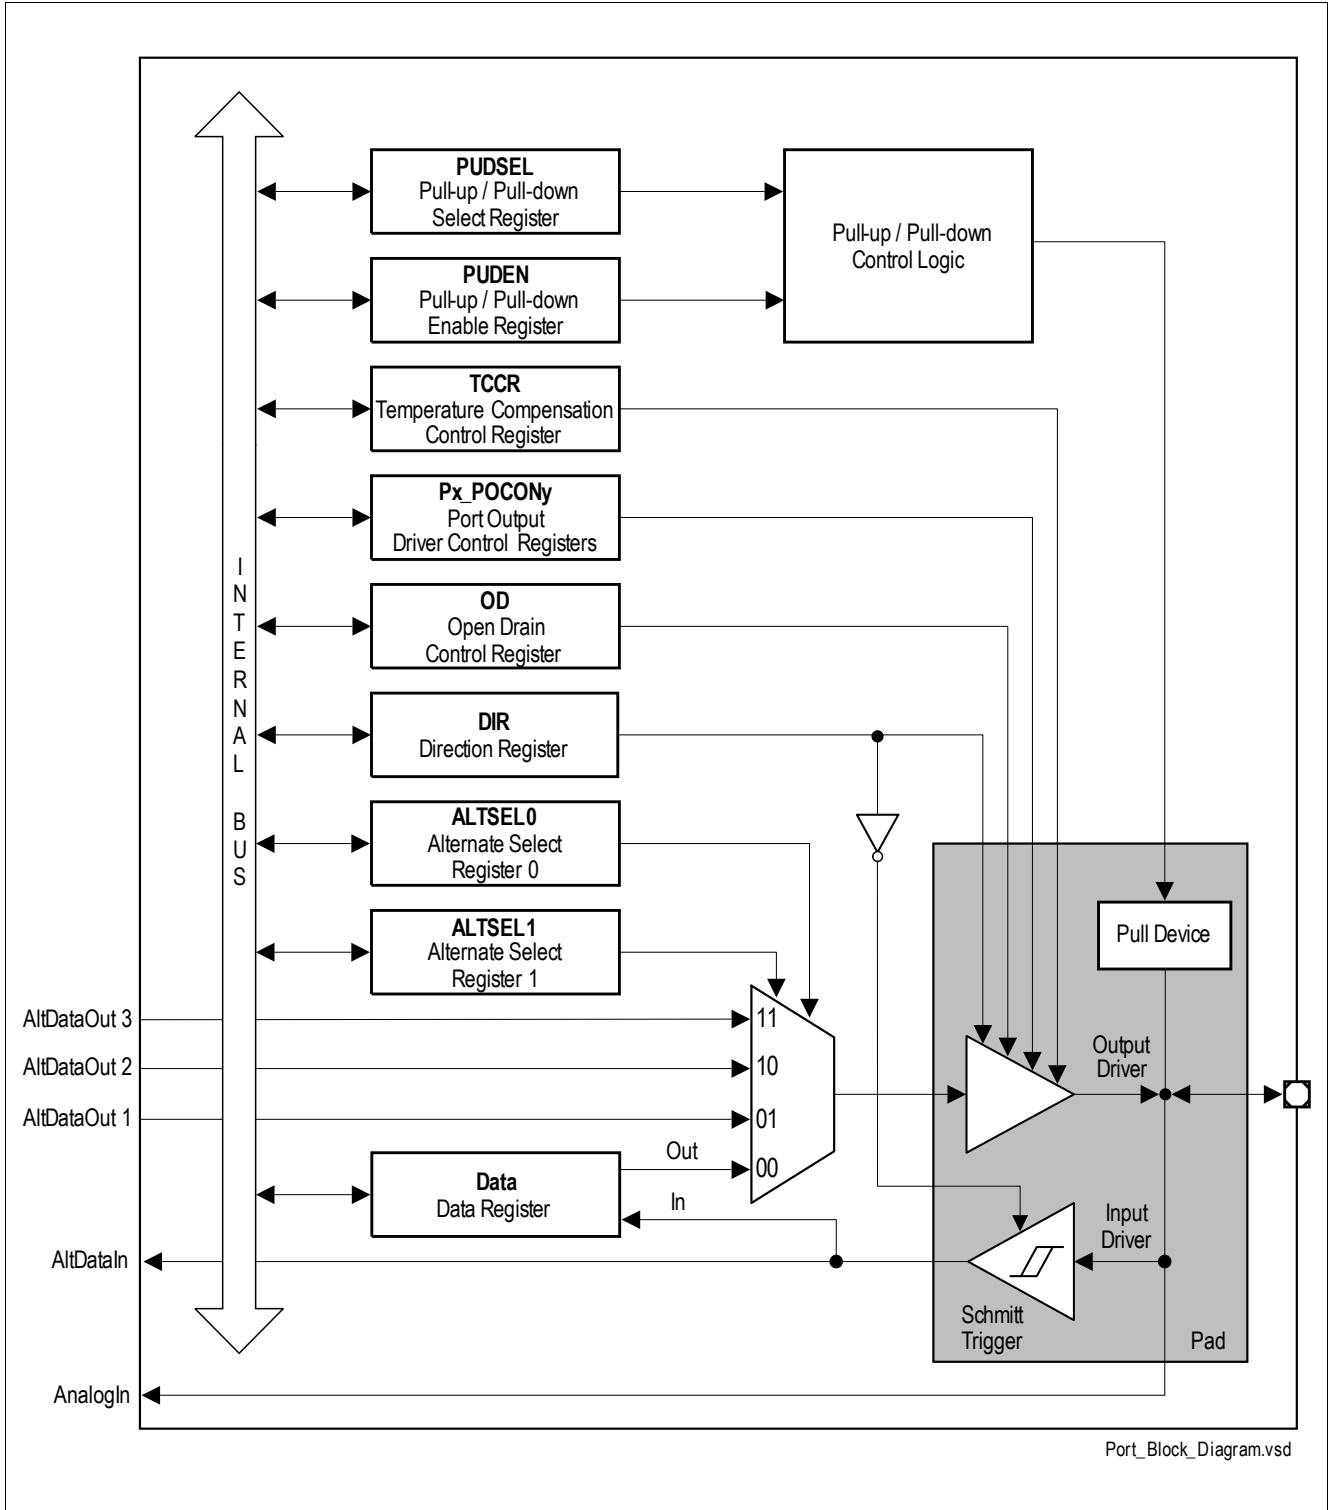 PUDSEL
Pull-up / Pull-down
Select Register
Pull-up / Pull-down
Control Logic
PUDEN
Pull-up / Pull-down
Enable Register
TCCR
Temperature Compensation
Control Register
Px_POCONy
Port Output
Driver Control Registers
INTERNAL BUS
OD
Open Drain
Control Register
DIR
Direction Register
ALTSEL0
Alternate Select
Register 0
ALTSEL1
Alternate Select
Register 1
Pull Device
AltDataOut 3
11
AltDataOut 2
10
AltDataOut 1
01
00
Output
Driver
Out
Data
Data Register
In
Input
Driver
AltDataIn
Schmitt
Trigger
Pad
AnalogIn
Port_Block_Diagram.vsd